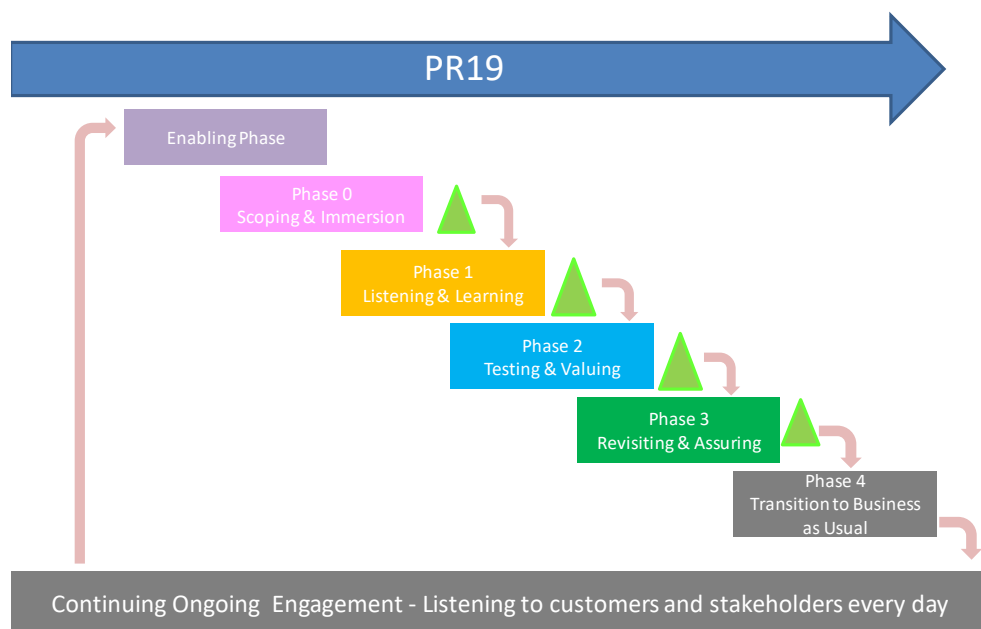 PR19
Enabling Phase
Phase 0
Scoping & Immersion
Phase 1
Listening & Learning
Phase 2
Testing & Valuing
Phase 3
Revisiting & Assuring
Phase 4
Transition to Business
as Usual
Continuing Ongoing Engagement - Listening to customers and stakeholders every day